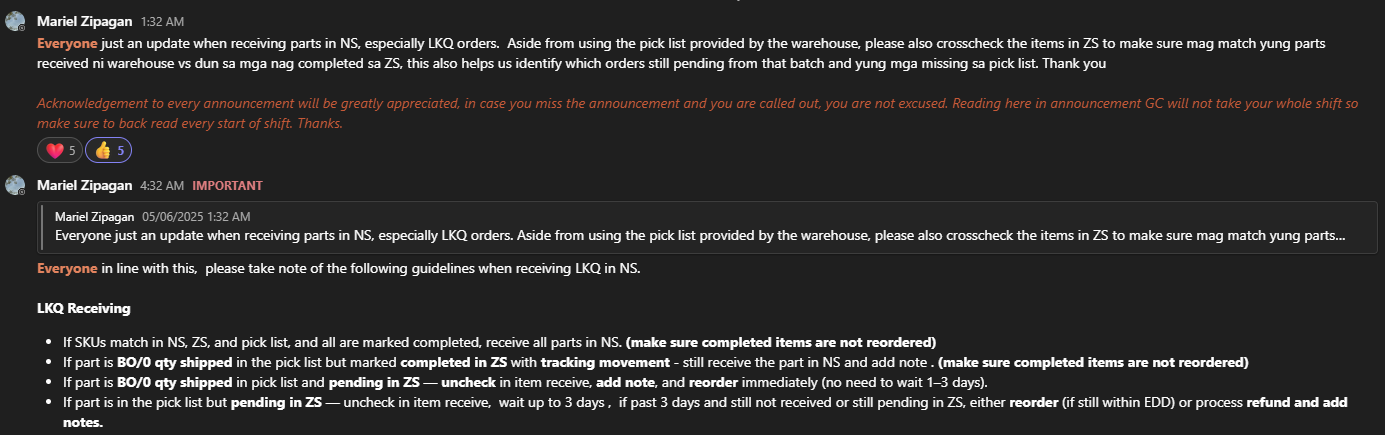 Mariel Zipagan 1:32 AM
Everyone just an update when receiving parts in NS, especially LKQ orders. Aside from using the pick list provided by the warehouse, please also crosscheck the items in ZS to make sure mag match yung parts
received ni warehouse vs dun sa mga nag completed sa ZS, this also helps us identify which orders still pending from that batch and yung mga missing sa pick list. Thank you
Acknowledgement to every announcement will be greatly appreciated, in case you miss the announcement and you are called out, you are not excused. Reading here in announcement GC will not take your whole shift so
make sure to back read every start of shift. Thanks.
5 5
Mariel Zipagan 4:32 AM IMPORTANT
Mariel Zipagan 05/06/2025 1:32 AM
Everyone just an update when receiving parts in NS, especially LKQ orders. Aside from using the pick list provided by the warehouse, please also crosscheck the items in ZS to make sure mag match yung parts...
Everyone in line with this, please take note of the following guidelines when receiving LKQ in NS.
LKQ Receiving
• If SKUs match in NS, ZS, and pick list, and all are marked completed, receive all parts in NS. (make sure completed items are not reordered)
• If part is BO/0 qty shipped in the pick list but marked completed in ZS with tracking movement - still receive the part in NS and add note . (make sure completed items are not reordered)
• If part is BO/0 qty shipped in pick list and pending in ZS — uncheck in item receive, add note, and reorder immediately (no need to wait 1–3 days).
• If part is in the pick list but pending in ZS — uncheck in item receive, wait up to 3 days , if past 3 days and still not received or still pending in ZS, either reorder (if still within EDD) or process refund and add
notes.